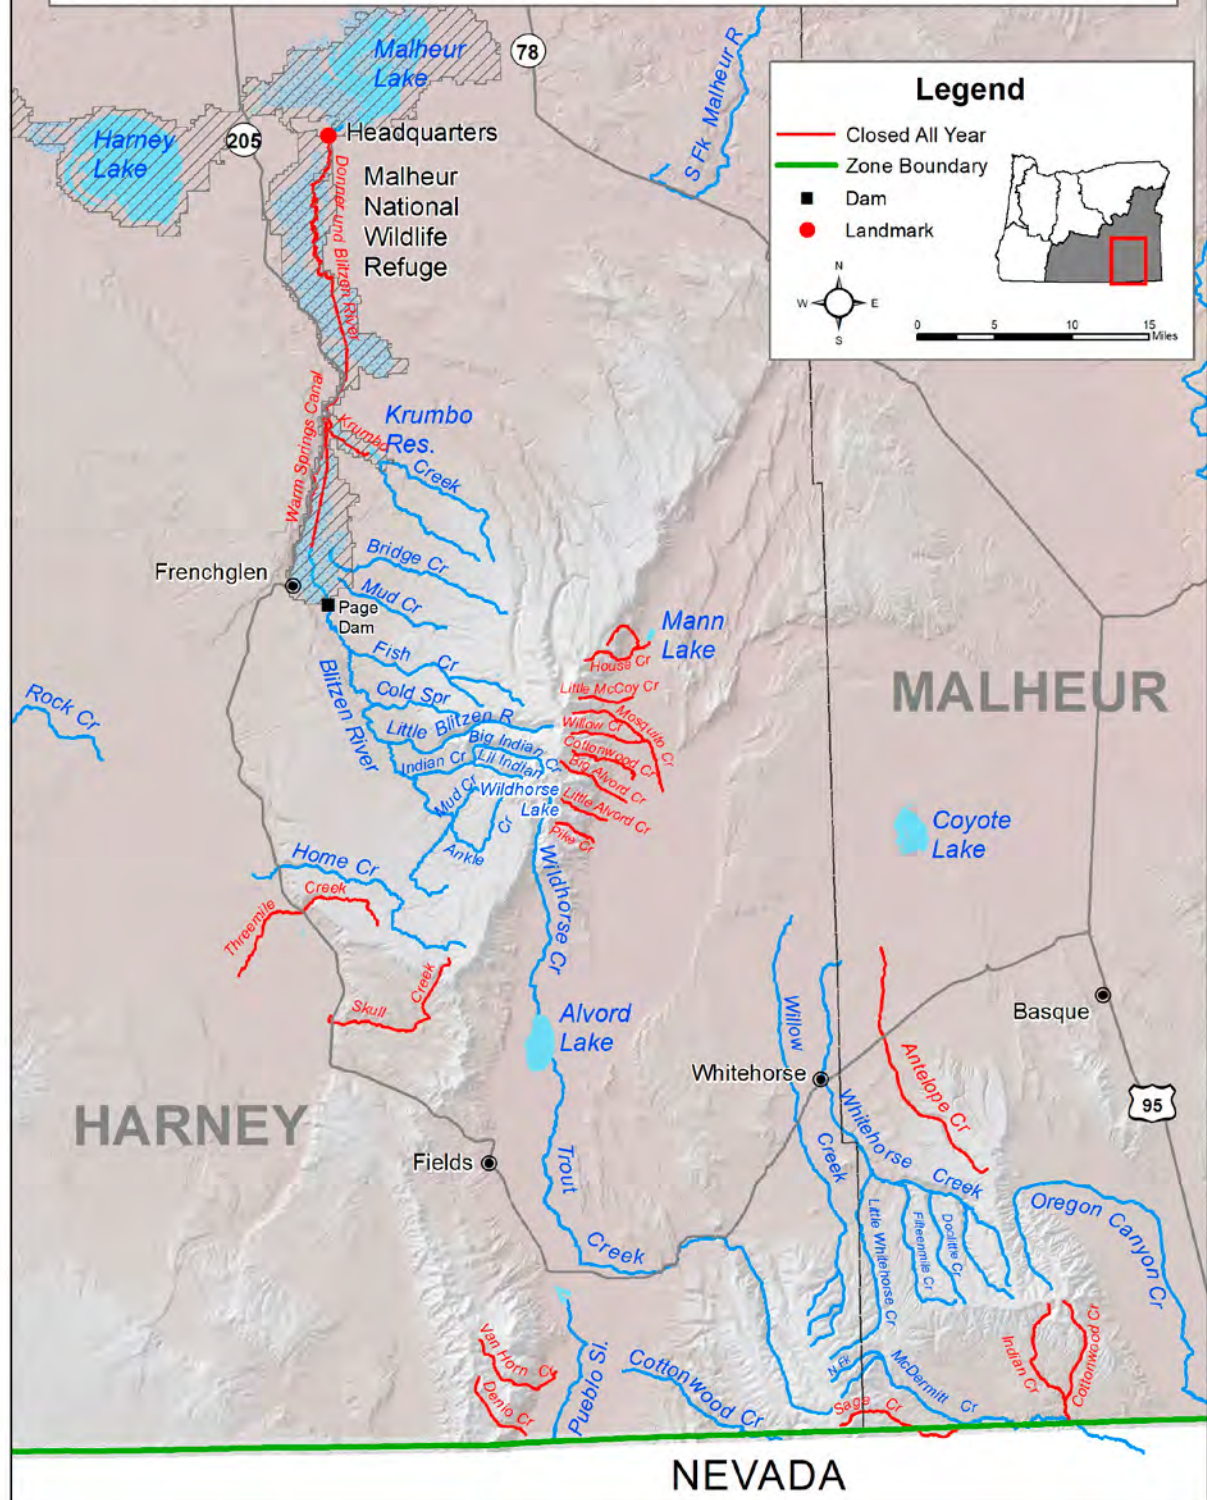 Malheur
Lake
78
S Fk Malheur R
Legend
Closed All Year
Zone Boundary
Dam
Landmark
N
W
E
S
0
5
10
15
Miles
Harney
Lake
205
Headquarters
Malheur
National
Wildlife
Refuge
Donner und Blitzen River
Warm Springs Canal
Krumbo
Krumbo
Res.
Creek
Bridge Cr
Frenchglen
Mud Cr
Page
Dam
Fish Cr
Mann
Lake
House Cr
Little McCoy Cr
Cold Spr
Mosquito Cr
MALHEUR
Rock Cr
Blitzen River
Little Blitzen R
Willow Cr
Big Indian Cr
Cottonwood Cr
Indian Cr
Lil Indian
Big Alvord Cr
Mud Cr
Wildhorse
Lake
Little Alvord Cr
Coyote
Lake
Cr
Ankle
Pike Cr
Home Cr
Wildhorse Cr
Threemile
Creek
Skull
Creek
Alvord
Lake
Willow
Creek
Basque
Whitehorse
Antelope Cr
95
HARNEY
Whitehorse
Creek
Fields
Trout
Creek
Little Whitehorse Cr
Fifteenmile Cr
Doolittle Cr
Oregon Canyon Cr
Van Horn Cr
Denio Cr
Pueblo Sl.
Cottonwood Cr
N Fk
McDermitt Cr
Sage Cr
Indian Cr
Cottonwood Cr
NEVADA